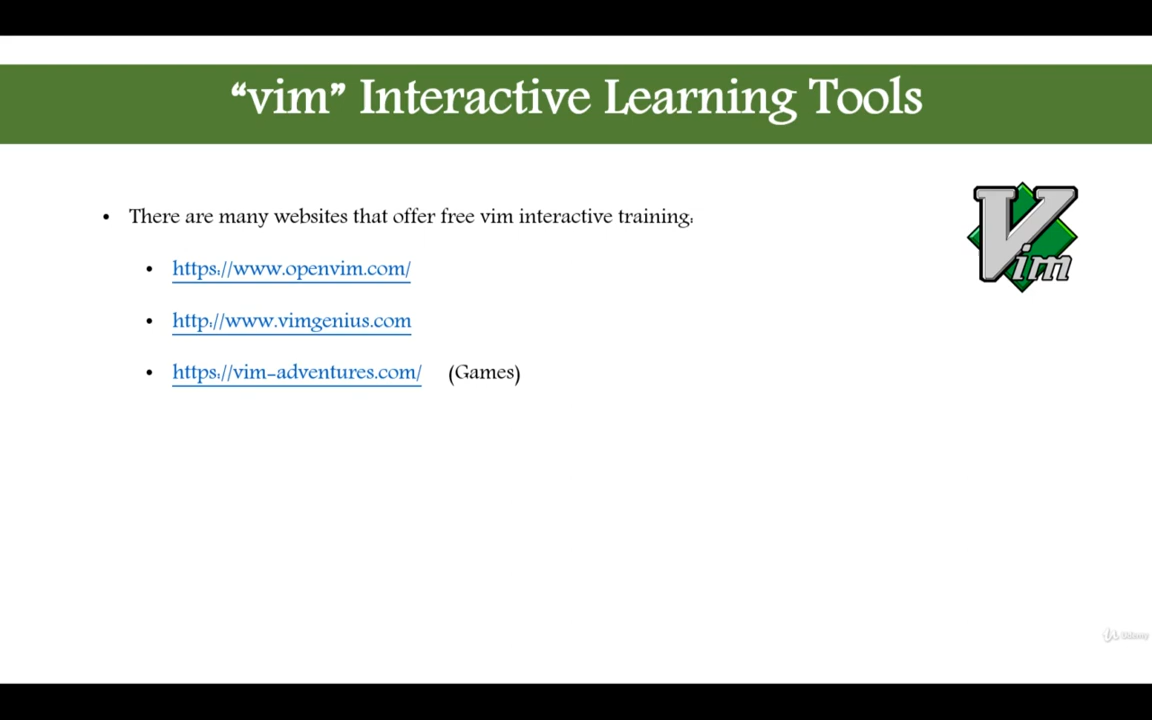 “vim” Interactive Learning Tools
• There are many websites that offer free vim interactive training:
• https://www.openvim.com/
• http://www.vimgenius.com
• https://vim-adventures.com/ (Games)
Vim
Udemy